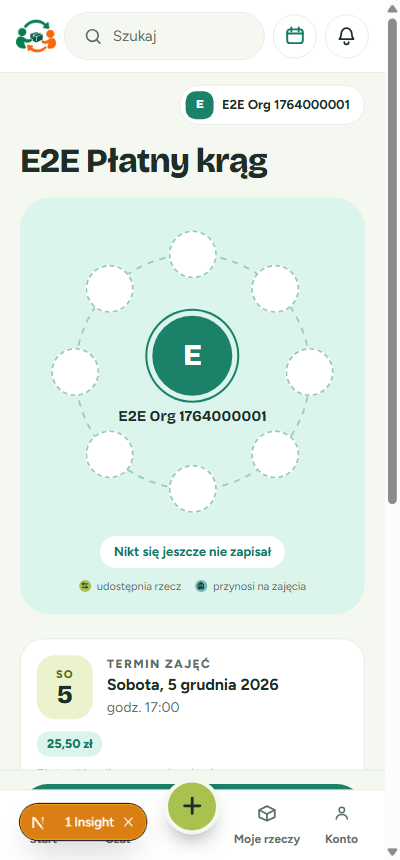 Szukaj
E E2E Org 1764000001
E2E Płatny krąg
E
E2E Org 1764000001
Nikt się jeszcze nie zapisał
udostępnia rzecz przynosi na zajęcia
SO
5
TERMIN ZAJĘĆ
Sobota, 5 grudnia 2026
godz. 17:00
25,50 zł
N 1 Insight
Moje rzeczy Konto